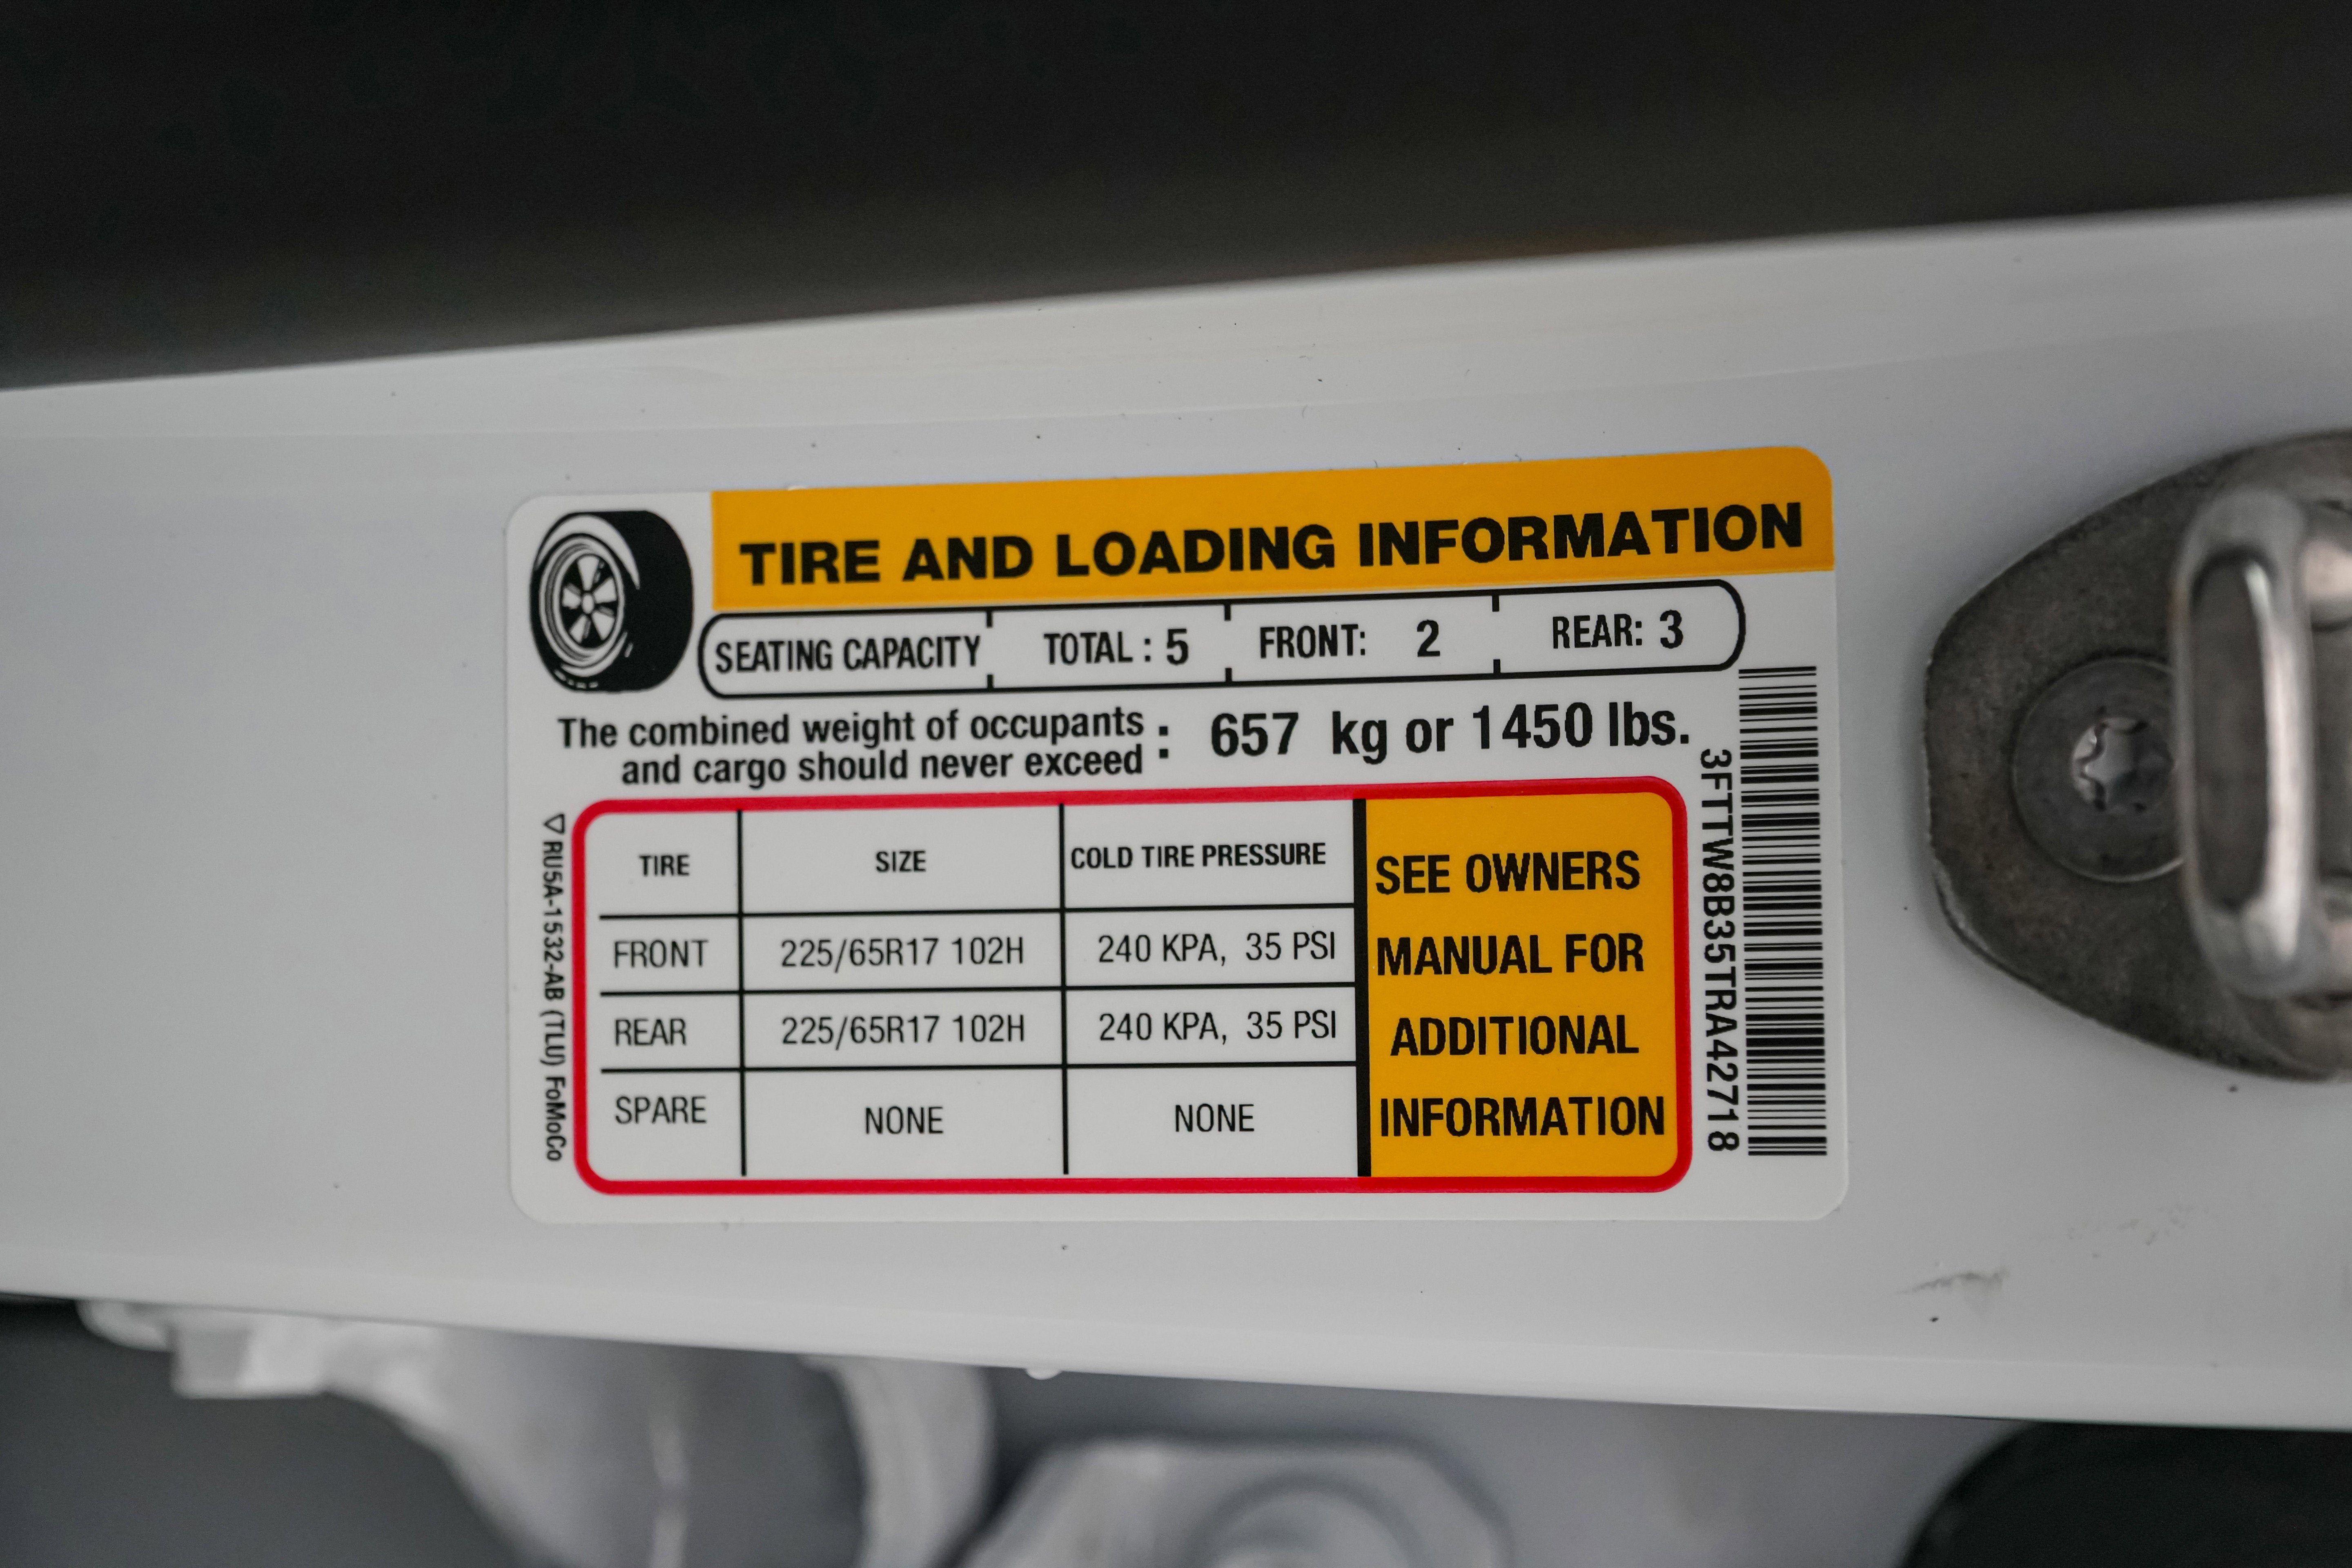 TIRE AND LOADING INFORMATION
SEATING CAPACITY TOTAL : 5 FRONT: 2 REAR: 3
The combined weight of occupants
and cargo should never exceed : 657 kg or 1450 lbs.
TIRE SIZE COLD TIRE PRESSURE
FRONT 225/65R17 102H 240 KPA, 35 PSI
REAR 225/65R17 102H 240 KPA, 35 PSI
SPARE NONE NONE
SEE OWNERS
MANUAL FOR
ADDITIONAL
INFORMATION
3FTTW8B35TRA42718
RU5A-1532-AB (TLU) FoMoCo